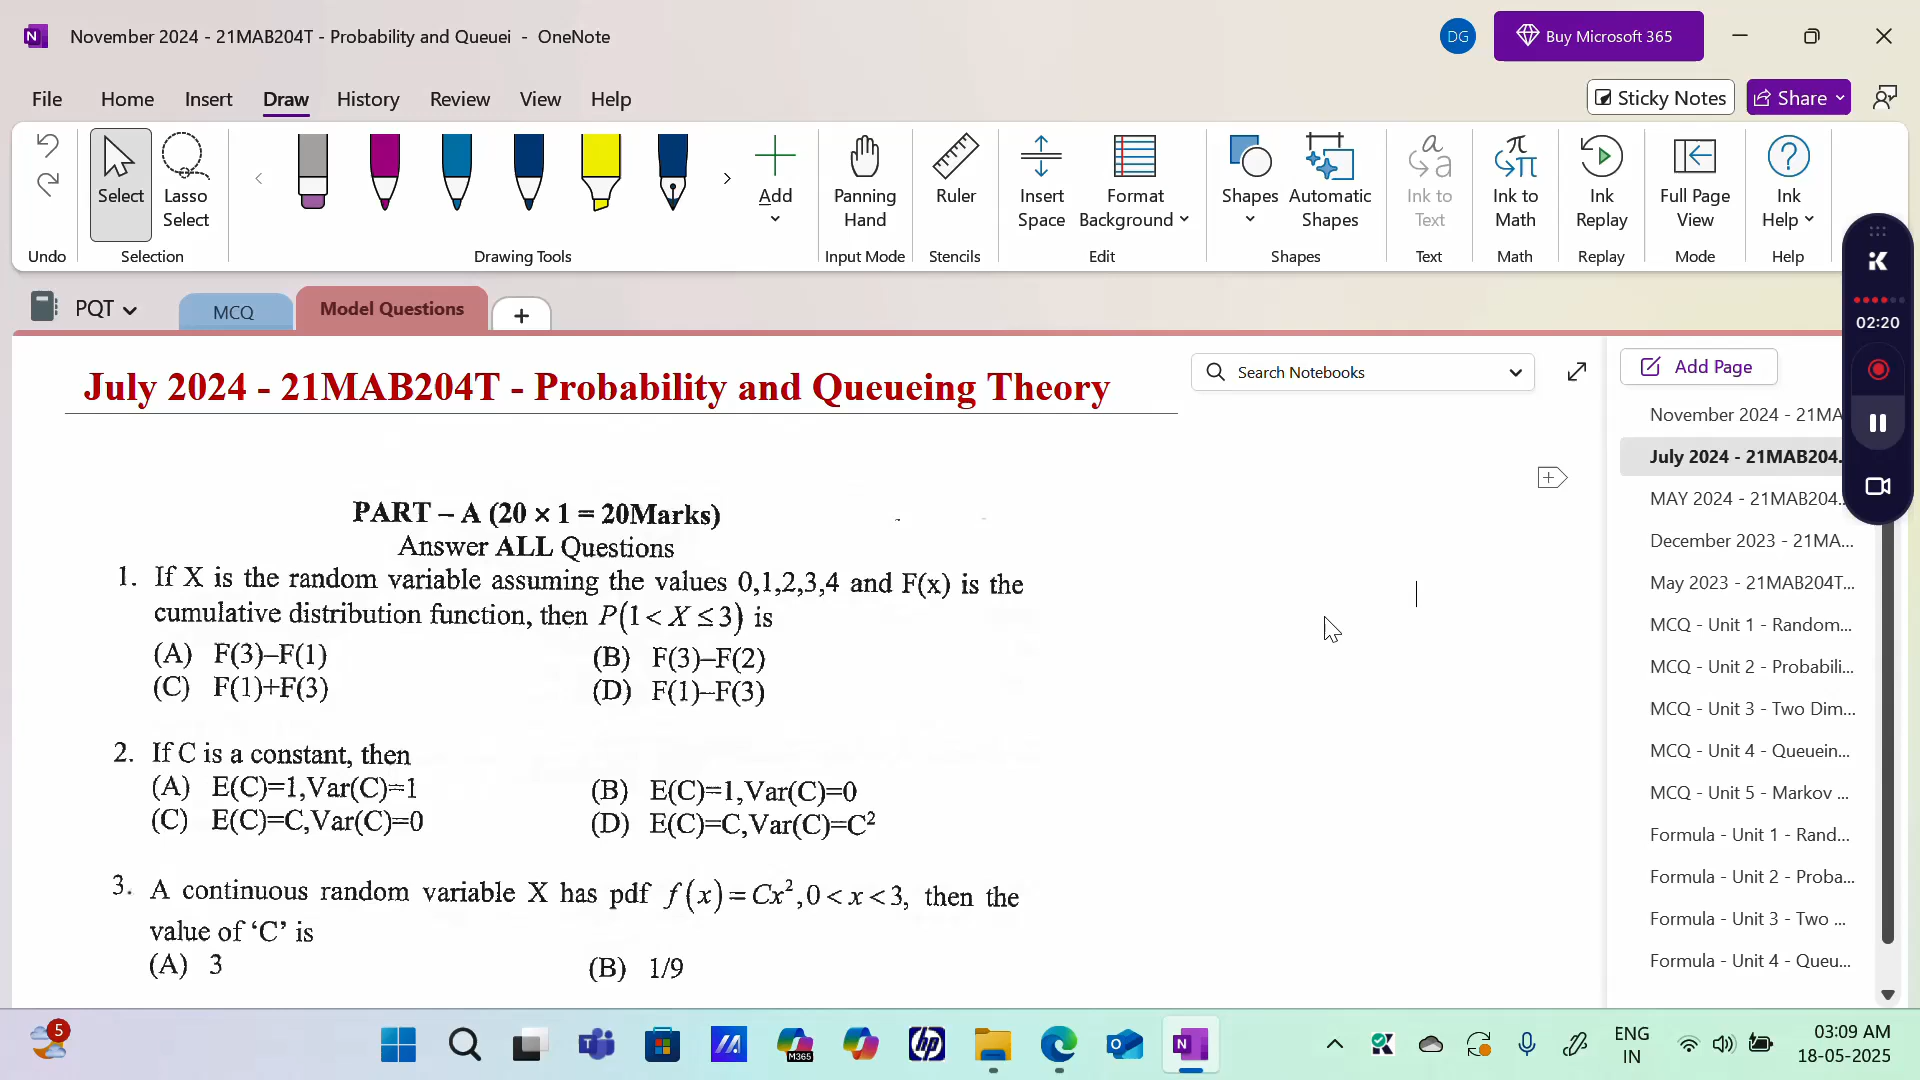 November 2024 - 21MAB204T - Probability and Queuei - OneNote
DG
Buy Microsoft 365
File Home Insert Draw History Review View Help
Sticky Notes
Share
Select
Lasso Select
Add
Panning Hand
Ruler
Insert Space
Format Background
Shapes
Automatic Shapes
Ink to Text
Ink to Math
Ink Replay
Full Page View
Ink Help
Undo Selection Drawing Tools Input Mode Stencils Edit Shapes Text Math Replay Mode Help
02:20
PQT
MCQ
Model Questions
Search Notebooks
Add Page
July 2024 - 21MAB204T - Probability and Queueing Theory
PART – A (20 × 1 = 20Marks)
Answer ALL Questions
1. If X is the random variable assuming the values 0,1,2,3,4 and F(x) is the
cumulative distribution function, then P(1 < X ≤ 3) is
(A) F(3)–F(1) (B) F(3)–F(2)
(C) F(1)+F(3) (D) F(1)–F(3)
2. If C is a constant, then
(A) E(C)=1,Var(C)=1 (B) E(C)=1,Var(C)=0
(C) E(C)=C,Var(C)=0 (D) E(C)=C,Var(C)=C²
3. A continuous random variable X has pdf f(x) = Cx², 0 < x < 3, then the
value of ‘C’ is
(A) 3 (B) 1/9
November 2024 - 21MA
July 2024 - 21MAB204.
MAY 2024 - 21MAB204..
December 2023 - 21MA...
May 2023 - 21MAB204T...
MCQ - Unit 1 - Random...
MCQ - Unit 2 - Probabili...
MCQ - Unit 3 - Two Dim...
MCQ - Unit 4 - Queuein...
MCQ - Unit 5 - Markov ...
Formula - Unit 1 - Rand...
Formula - Unit 2 - Proba...
Formula - Unit 3 - Two ...
Formula - Unit 4 - Queu...
5
M365
hp
ENG
IN
03:09 AM
18-05-2025